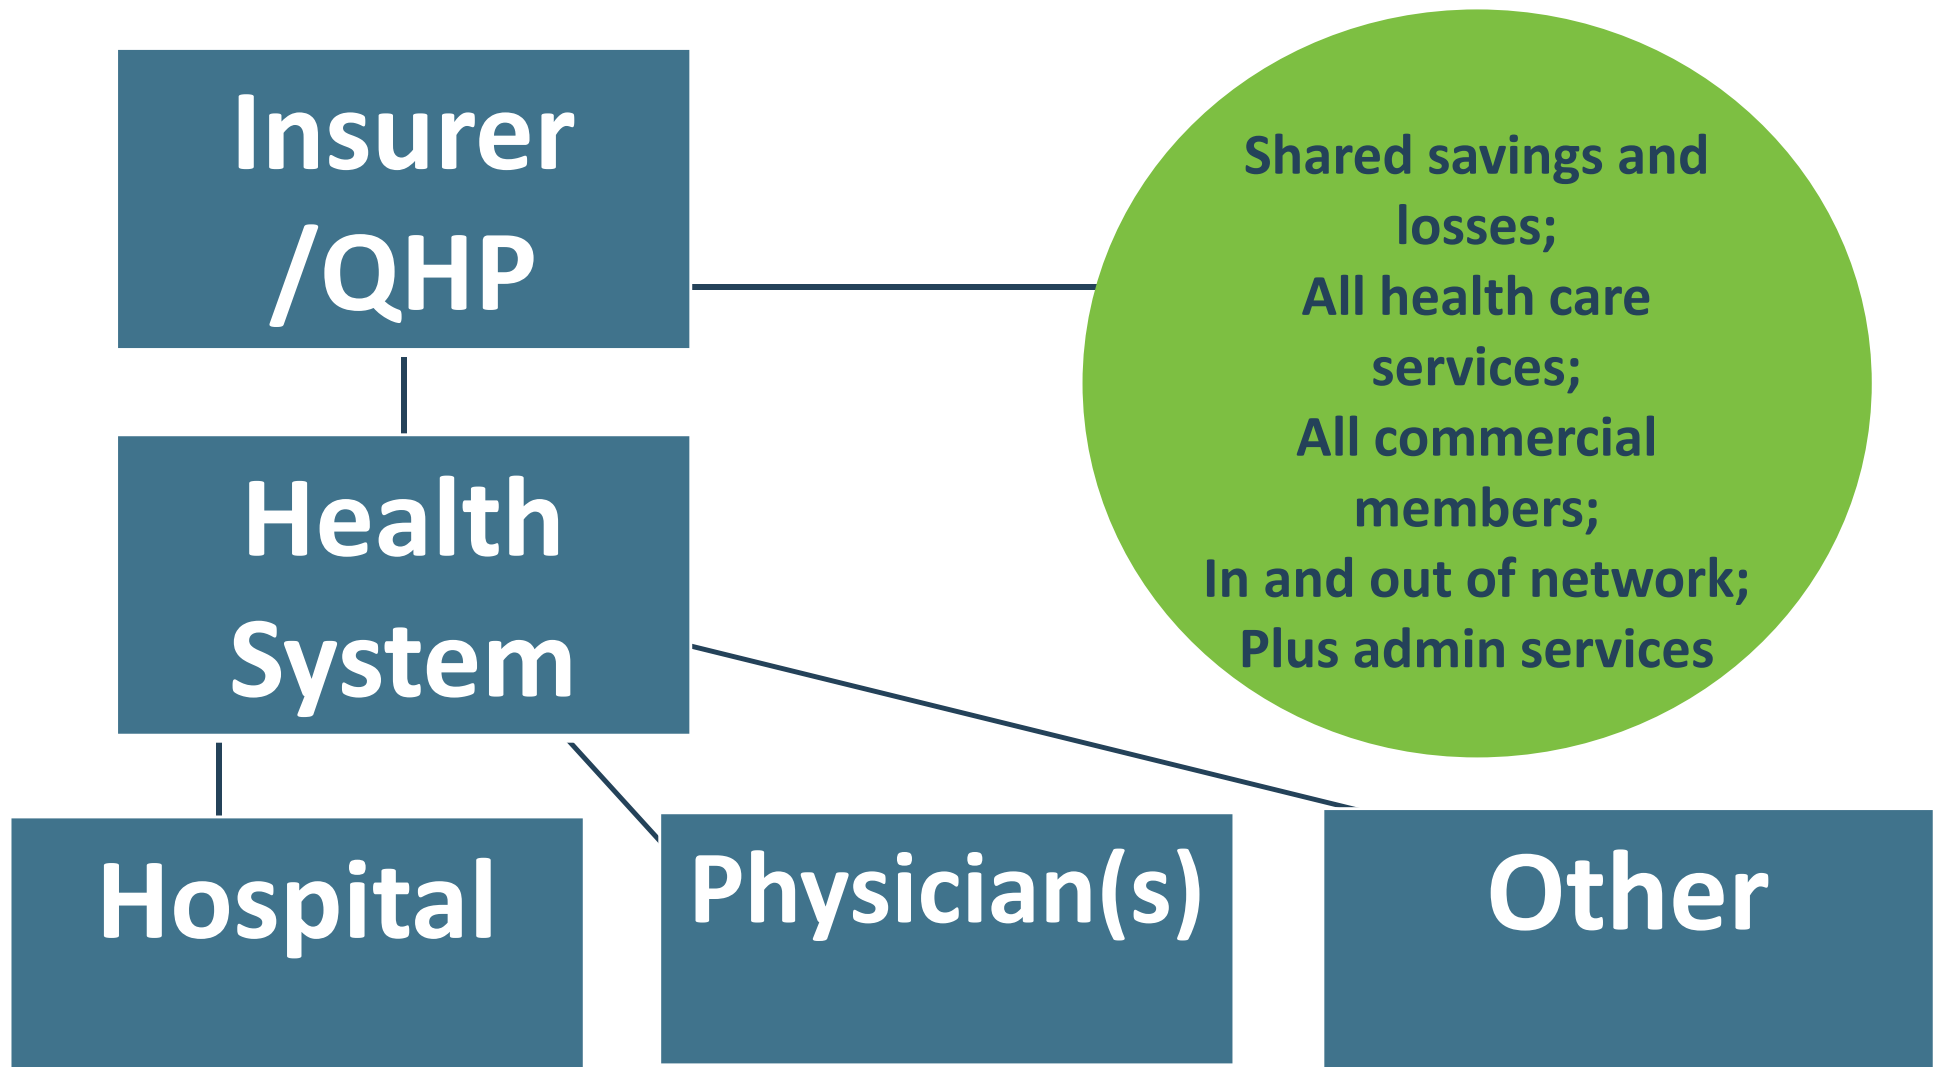 Insurer
/QHP
Shared savings and
losses;
All health care
services;
All commercial
members;
In and out of network;
Plus admin services
Health
System
Hospital
Physician(s)
Other